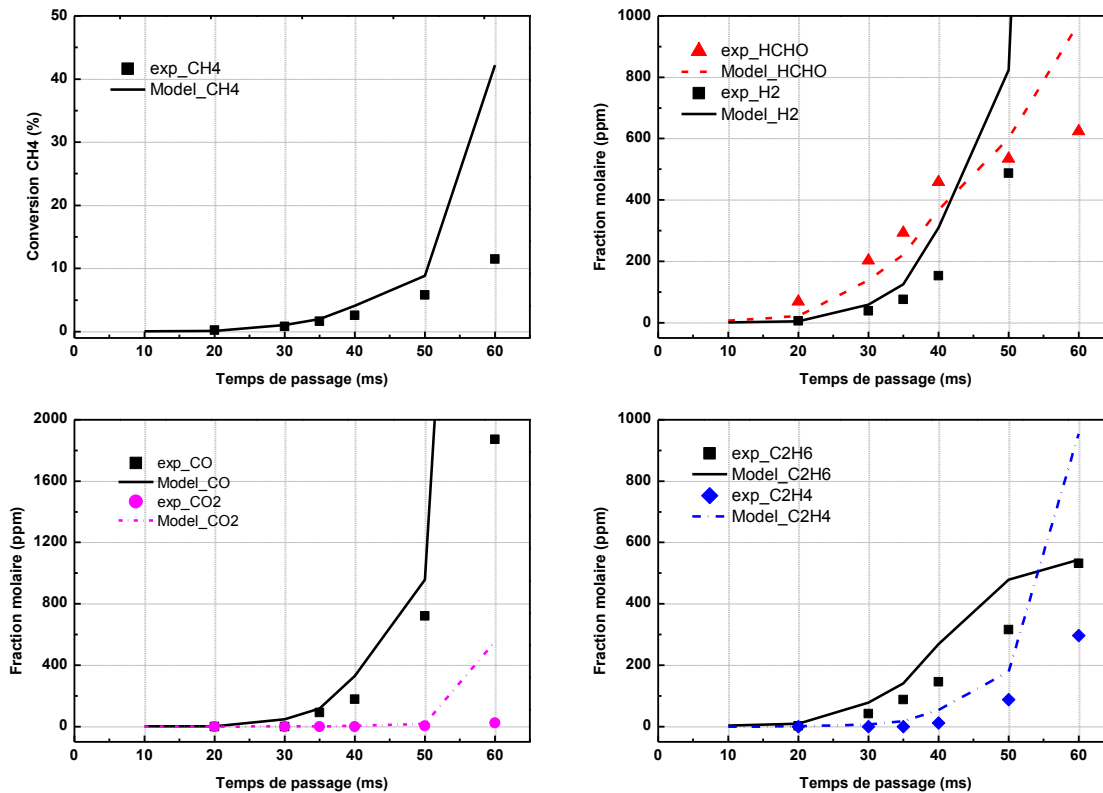 50
40
30
20
10
0
Conversion CH4 (%)
exp_CH4
Model_CH4
0 10 20 30 40 50 60
Temps de passage (ms)
1000
800
600
400
200
0
Fraction molaire (ppm)
exp_HCHO
Model_HCHO
exp_H2
Model_H2
0 10 20 30 40 50 60
Temps de passage (ms)
2000
1600
1200
800
400
0
Fraction molaire (ppm)
exp_CO
Model_CO
exp_CO2
Model_CO2
0 10 20 30 40 50 60
Temps de passage (ms)
1000
800
600
400
200
0
Fraction molaire (ppm)
exp_C2H6
Model_C2H6
exp_C2H4
Model_C2H4
0 10 20 30 40 50 60
Temps de passage (ms)